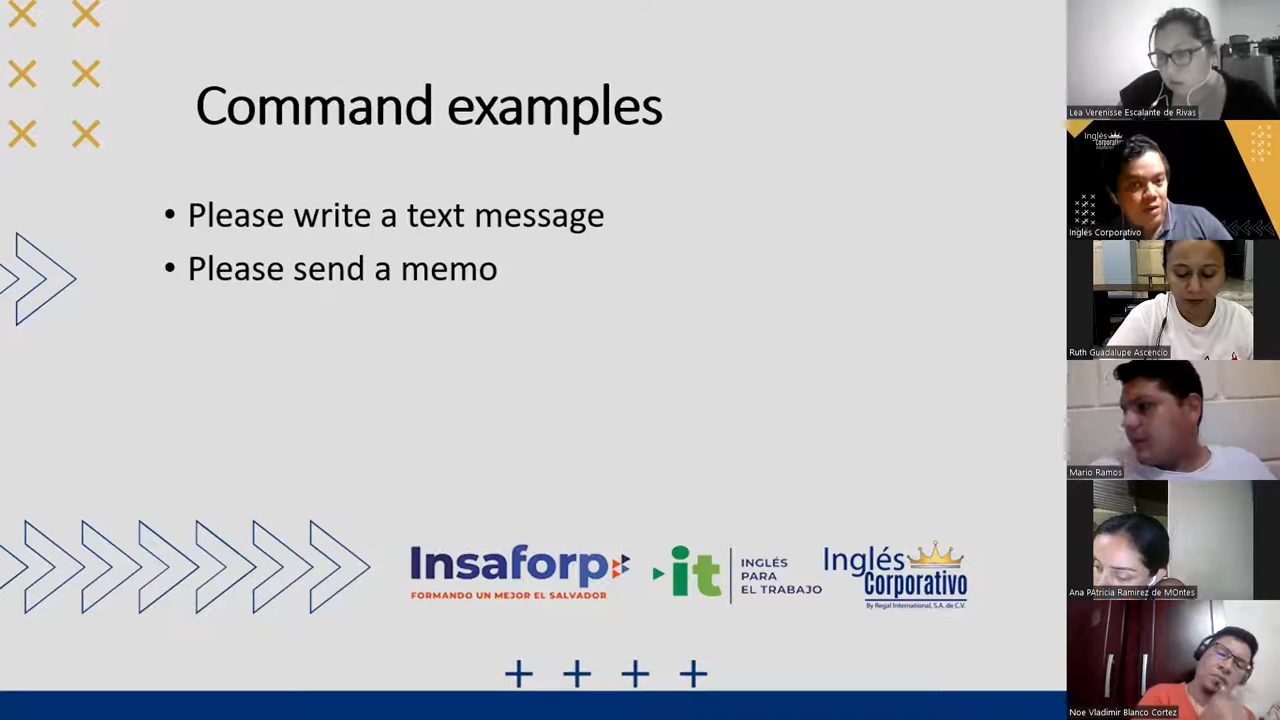 Command examples
• Please write a text message
• Please send a memo
Insaforp
FORMANDO UN MEJOR EL SALVADOR
it
INGLÉS
PARA
EL TRABAJO
Inglés
Corporativo
By Regal International, S.A. de C.V.
Lea Verenisse Escalante de Rivas
Inglés
Corporativo
Inglés Corporativo
Ruth Guadalupe Ascencio
Mario Ramos
Ana PAtricia Ramirez de MOntes
Noe Vladimir Blanco Cortez